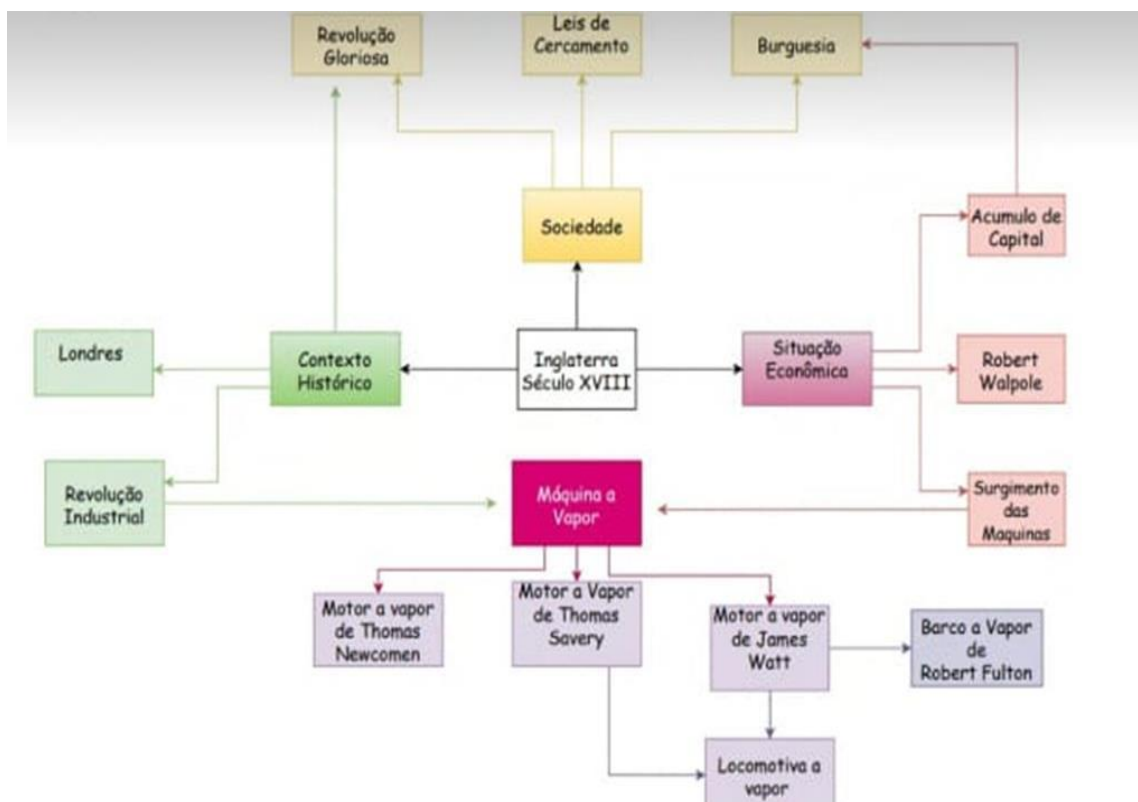 Revolução
Gloriosa
Leis de
Cercamento
Burguesia
Sociedade
Acumulo de
Capital
Londres
Contexto
Histórico
Inglaterra
Século XVIII
Situação
Econômica
Robert
Walpole
Revolução
Industrial
Máquina a
Vapor
Surgimento
das
Maquinas
Motor a vapor
de Thomas
Newcomen
Motor a Vapor
de Thomas
Savery
Motor a vapor
de James
Watt
Barco a Vapor
de
Robert Fulton
Locomotiva a
vapor